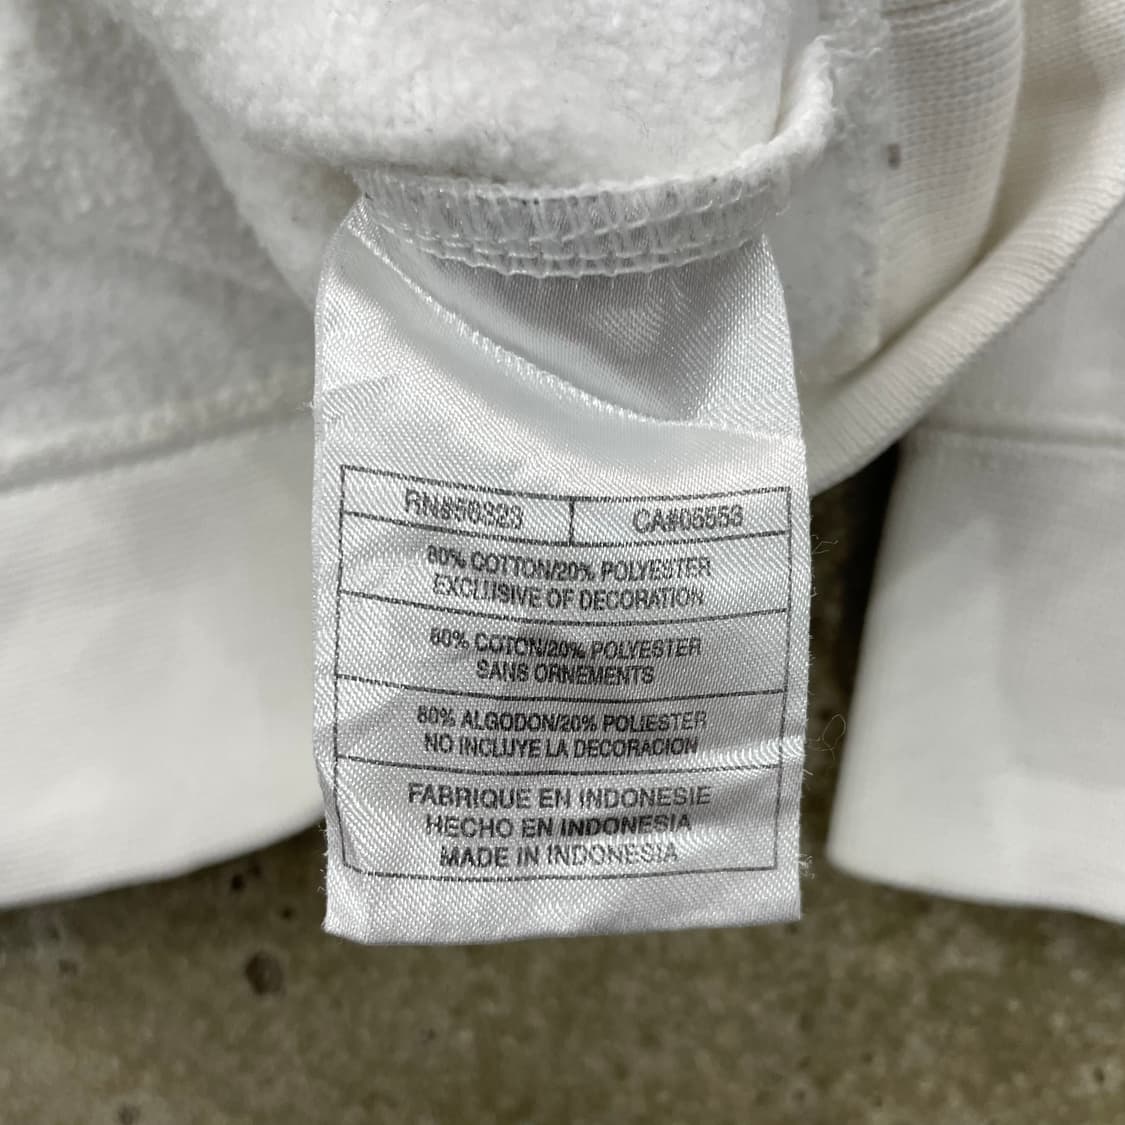 RN#56323 CA#05553
80% COTTON/20% POLYESTER
EXCLUSIVE OF DECORATION
80% COTON/20% POLYESTER
SANS ORNEMENTS
80% ALGODON/20% POLIESTER
NO INCLUYE LA DECORACION
FABRIQUE EN INDONESIE
HECHO EN INDONESIA
MADE IN INDONESIA